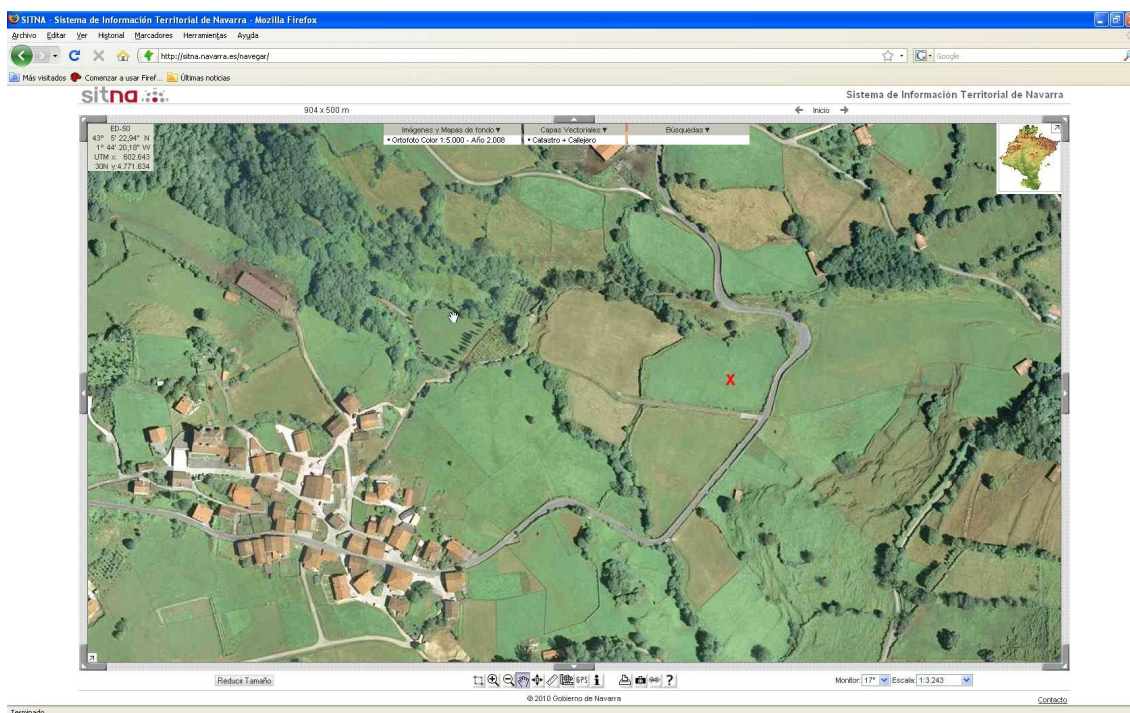 SITNA - Sistema de Información Territorial de Navarra - Mozilla Firefox
Archivo Editar Ver Historial Marcadores Herramientas Ayuda
http://sitna.navarra.es/navegar/
Google
Más visitados Comenzar a usar Firef... Últimas noticias
sitna
Sistema de Información Territorial de Navarra
904 x 500 m
Inicio
ED-50
43º 5' 22,94" N
1º 44' 20,18" W
UTM x: 602.643
30N y: 4.771.634
Imágenes y Mapas de fondo ▼ Capas Vectoriales ▼ Búsquedas ▼
• Ortofoto Color 1:5.000 - Año 2.008 • Catastro + Callejero
X
Reducir Tamaño
GPS i ?
Monitor: 17" Escala: 1:3.243
© 2010 Gobierno de Navarra
Contacto
Terminado